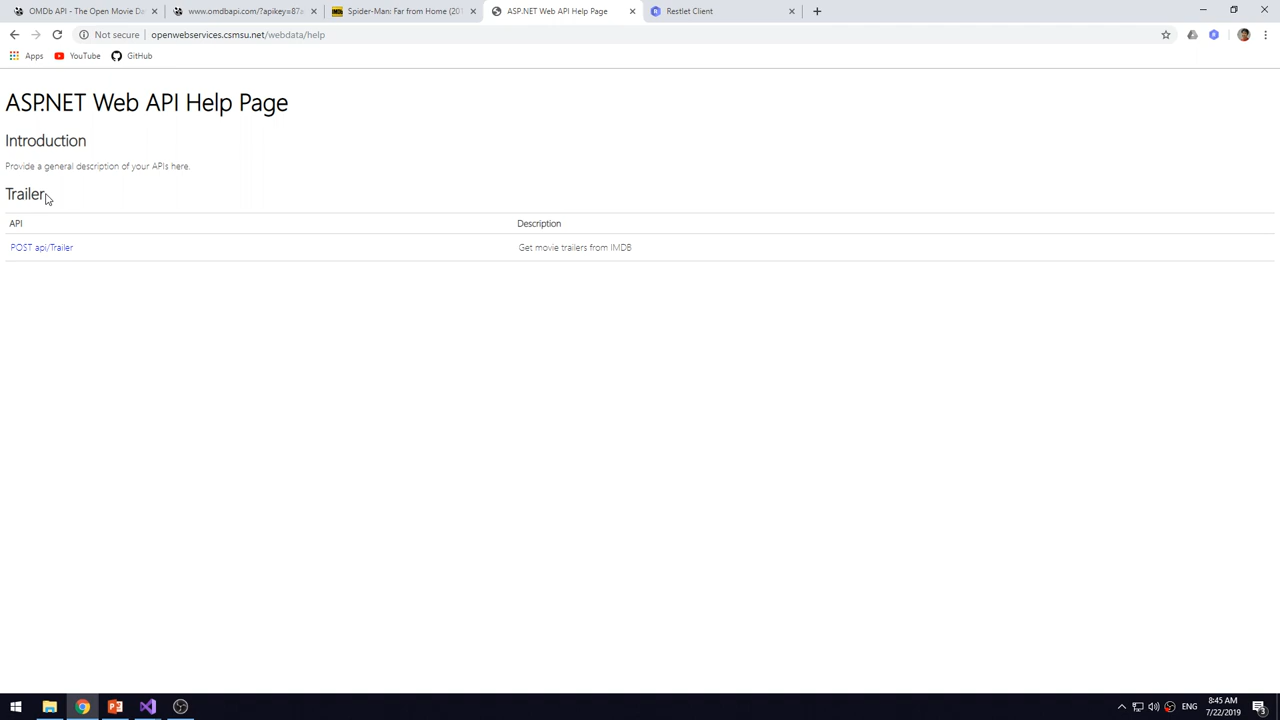 OMDb API - The Open Movie Da
www.omdbapi.com/?apikey=87
Spider-Man: Far from Home (201
ASP.NET Web API Help Page
Restlet Client
Not secure
openwebservices.csmsu.net/webdata/help
Apps
YouTube
GitHub
ASP.NET Web API Help Page
Introduction
Provide a general description of your APIs here.
Trailer
API Description
POST api/Trailer Get movie trailers from IMDB
ENG
8:45 AM
7/22/2019
3